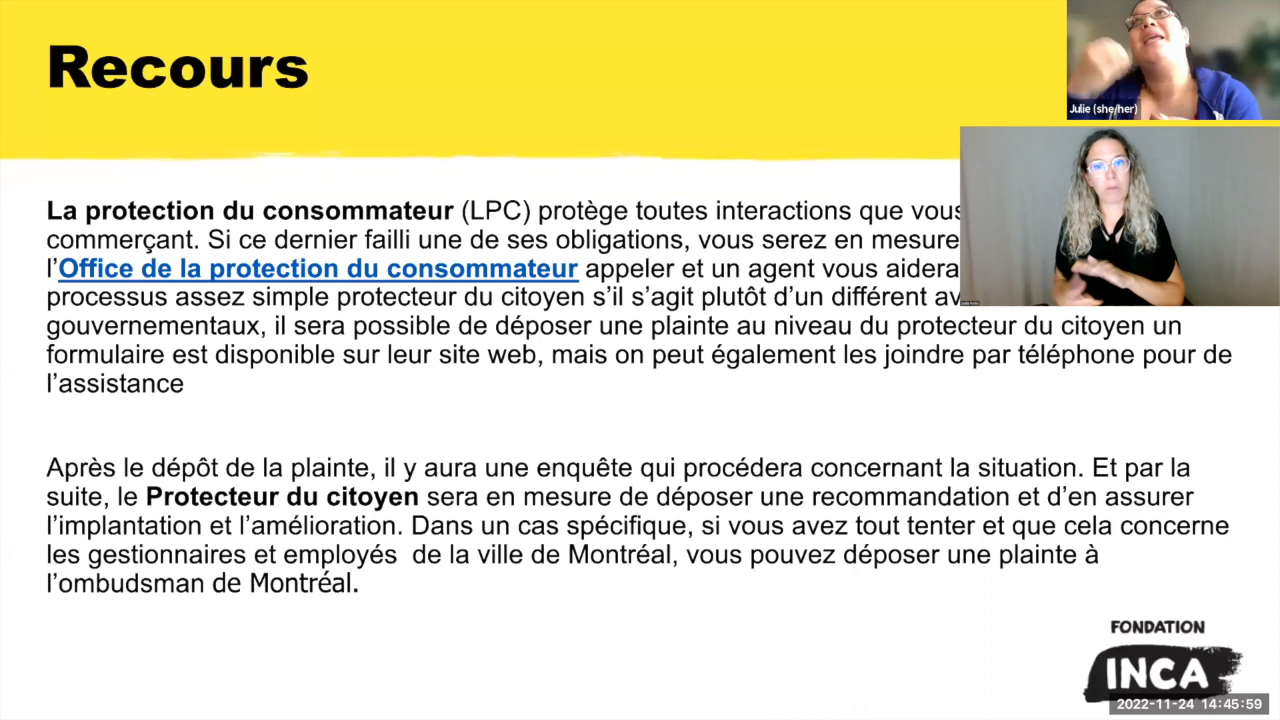 Recours
Julie (she/her)
La protection du consommateur (LPC) protège toutes interactions que vous
commerçant. Si ce dernier failli une de ses obligations, vous serez en mesure
l’Office de la protection du consommateur appeler et un agent vous aidera
processus assez simple protecteur du citoyen s’il s’agit plutôt d’un différent av
gouvernementaux, il sera possible de déposer une plainte au niveau du protecteur du citoyen un
formulaire est disponible sur leur site web, mais on peut également les joindre par téléphone pour de
l’assistance
Après le dépôt de la plainte, il y aura une enquête qui procédera concernant la situation. Et par la
suite, le Protecteur du citoyen sera en mesure de déposer une recommandation et d’en assurer
l’implantation et l’amélioration. Dans un cas spécifique, si vous avez tout tenter et que cela concerne
les gestionnaires et employés  de la ville de Montréal, vous pouvez déposer une plainte à
l’ombudsman de Montréal.
FONDATION
INCA
2022-11-24 14:45:59